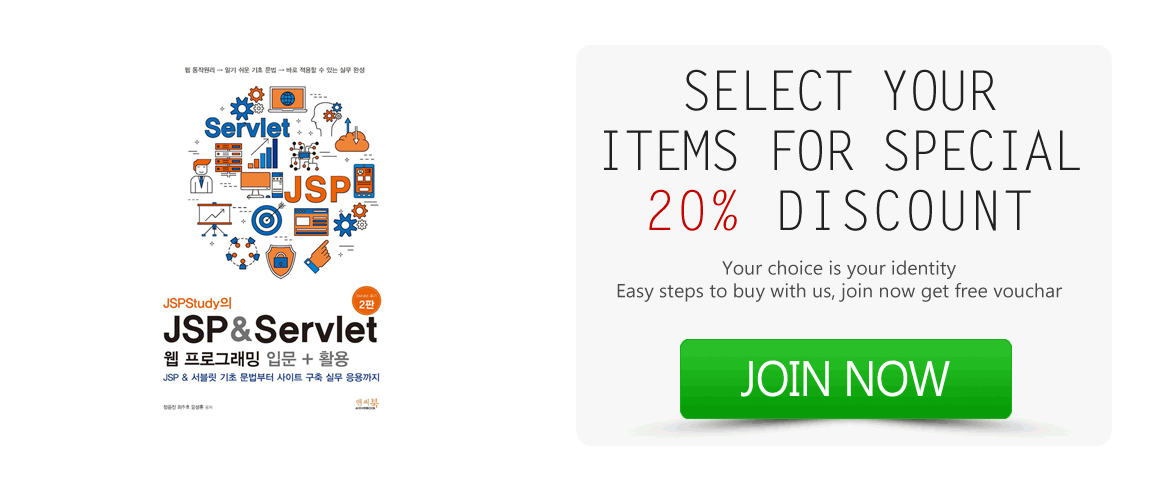 웹 동작원리 → 알기 쉬운 기초 문법 → 바로 적용할 수 있는 실무 완성
Servlet
JSP
JSPStudy의
2판
JSP&Servlet
웹 프로그래밍 입문 + 활용
JSP & 서블릿 기초 문법부터 사이트 구축 실무 응용까지
앤써북
SELECT YOUR
ITEMS FOR SPECIAL
20% DISCOUNT
Your choice is your identity
Easy steps to buy with us, join now get free vouchar
JOIN NOW